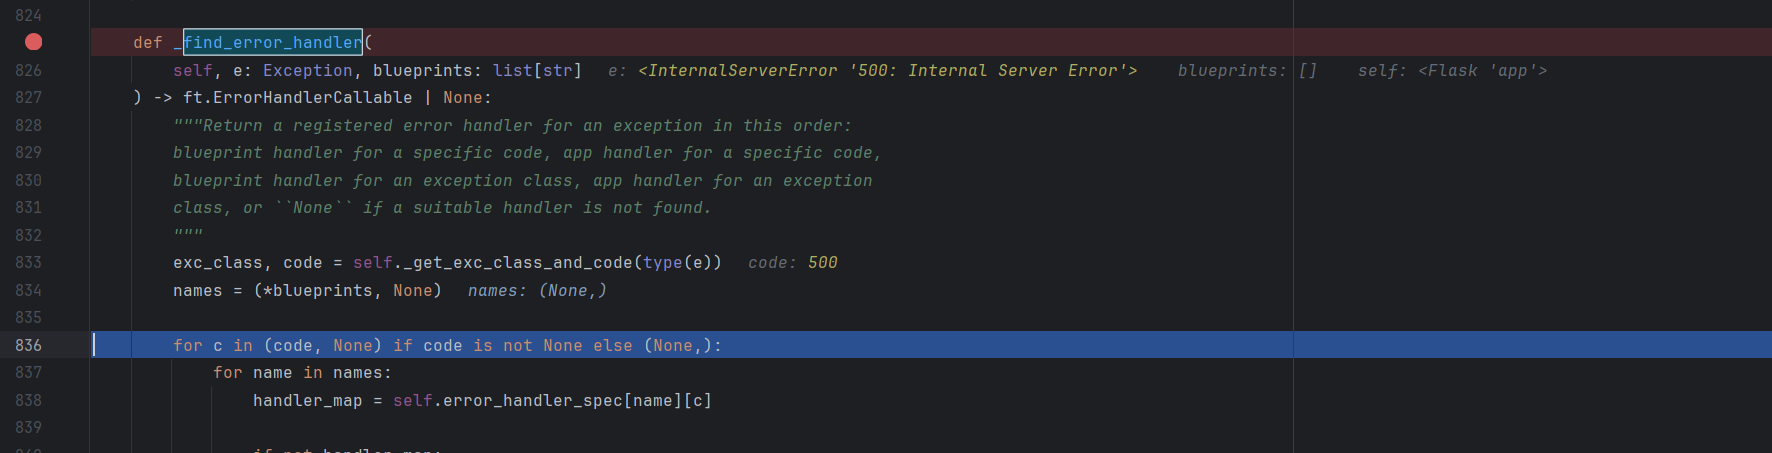 824
def _find_error_handler(
826 self, e: Exception, blueprints: list[str] e: <InternalServerError '500: Internal Server Error'> blueprints: [] self: <Flask 'app'>
827 ) -> ft.ErrorHandlerCallable | None:
828 """Return a registered error handler for an exception in this order:
829 blueprint handler for a specific code, app handler for a specific code,
830 blueprint handler for an exception class, app handler for an exception
831 class, or ``None`` if a suitable handler is not found.
832 """
833 exc_class, code = self._get_exc_class_and_code(type(e)) code: 500
834 names = (*blueprints, None) names: (None,)
835
836 for c in (code, None) if code is not None else (None,):
837 for name in names:
838 handler_map = self.error_handler_spec[name][c]
839
840 if not handler_map: